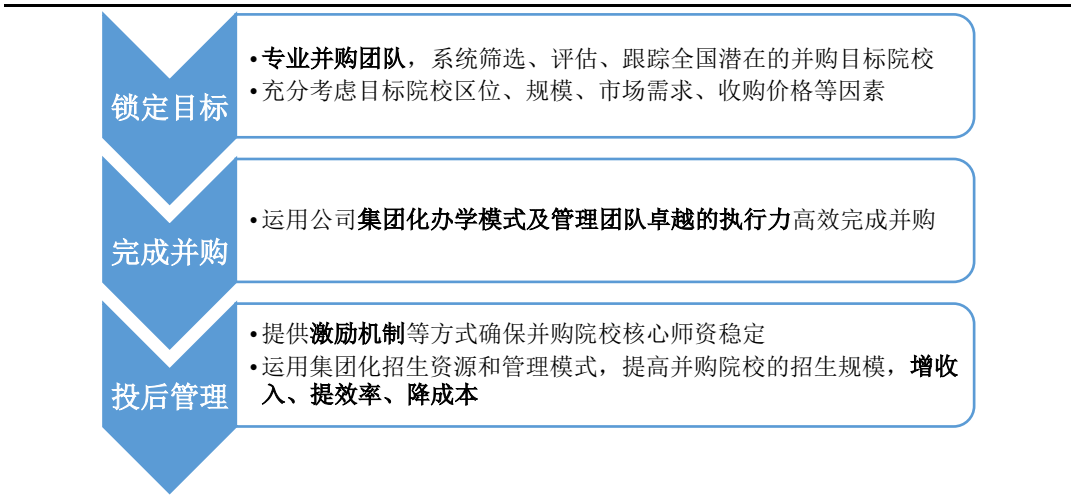 锁定目标
•专业并购团队，系统筛选、评估、跟踪全国潜在的并购目标院校
•充分考虑目标院校区位、规模、市场需求、收购价格等因素
完成并购
•运用公司集团化办学模式及管理团队卓越的执行力高效完成并购
投后管理
•提供激励机制等方式确保并购院校核心师资稳定
•运用集团化招生资源和管理模式，提高并购院校的招生规模，增收
入、提效率、降成本